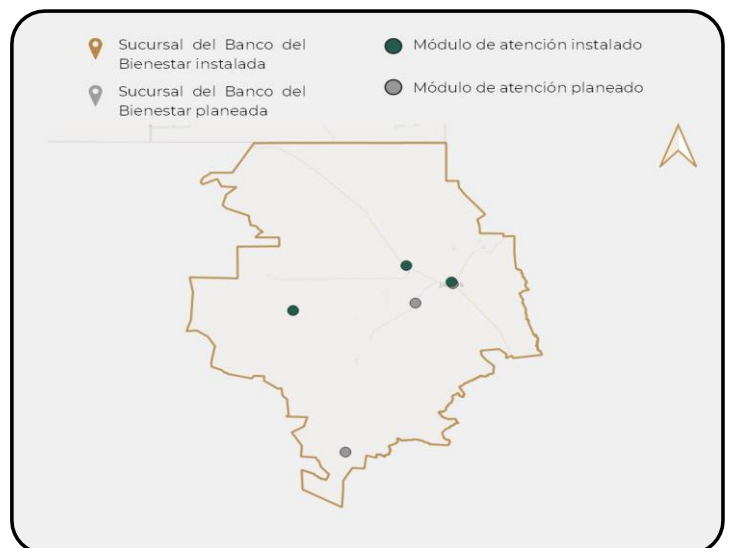 Sucursal del Banco del
Bienestar instalada
Sucursal del Banco del
Bienestar planeada
Módulo de atención instalado
Módulo de atención planeado